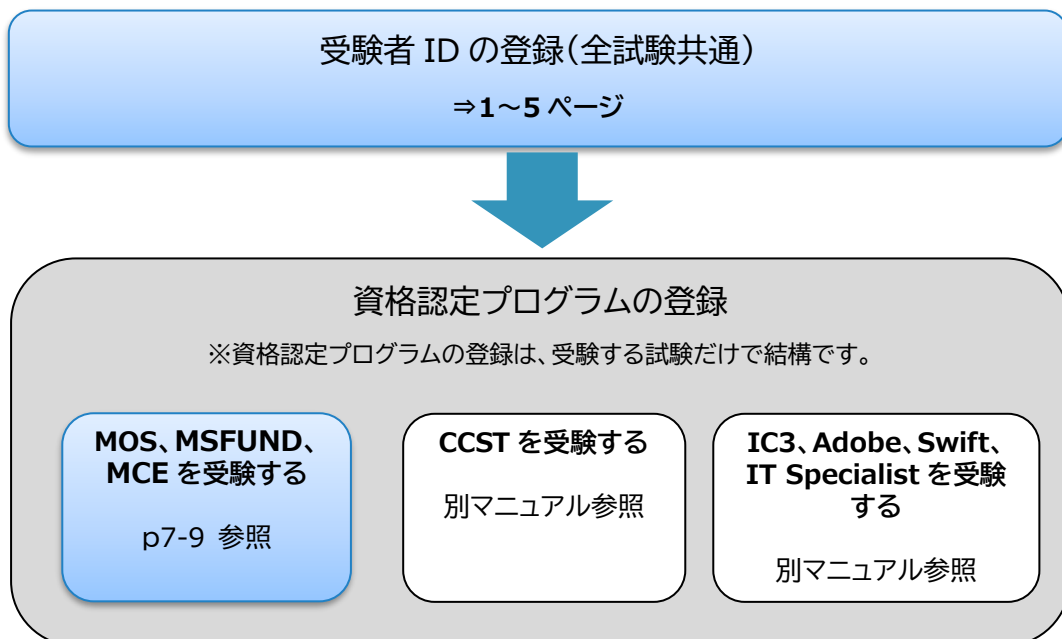 受験者 ID の登録(全試験共通)
⇒1～5 ページ
資格認定プログラムの登録
※資格認定プログラムの登録は、受験する試験だけで結構です。
MOS、MSFUND、
MCE を受験する
p7-9 参照
CCST を受験する
別マニュアル参照
IC3、Adobe、Swift、
IT Specialist を受験
する
別マニュアル参照